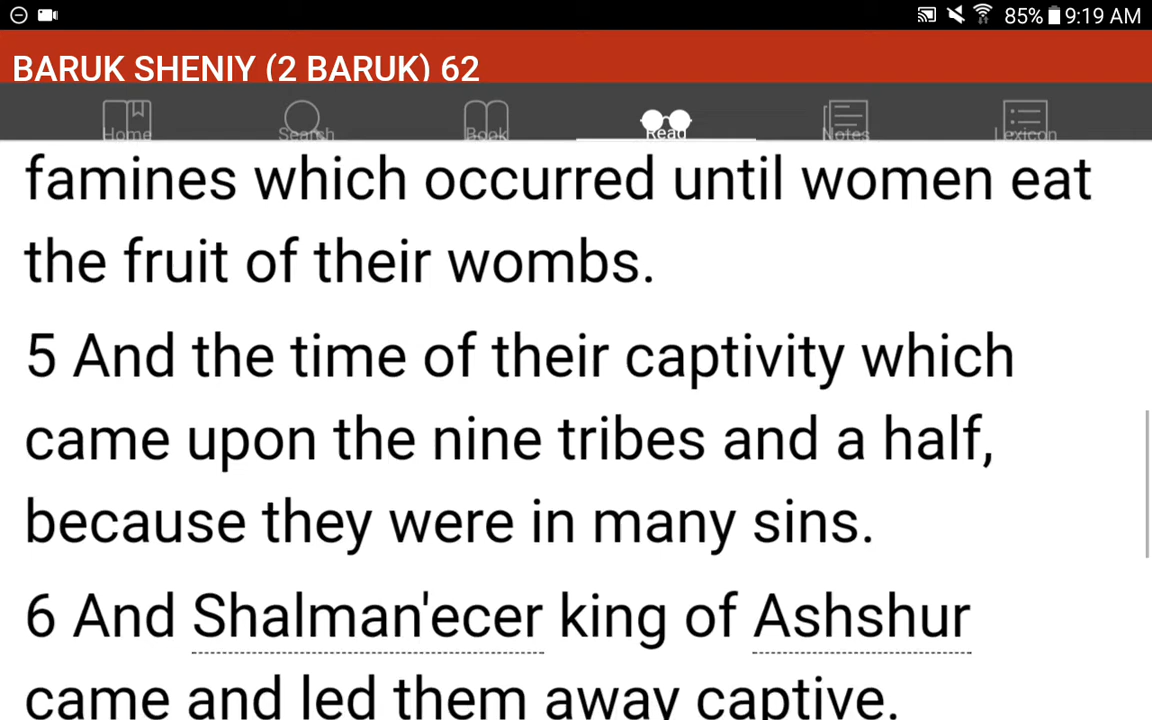 85% 9:19 AM
BARUK SHENIY (2 BARUK) 62
Home Search Book Read Notes Lexicon
famines which occurred until women eat
the fruit of their wombs.
5 And the time of their captivity which
came upon the nine tribes and a half,
because they were in many sins.
6 And Shalman'ecer king of Ashshur
came and led them away captive.